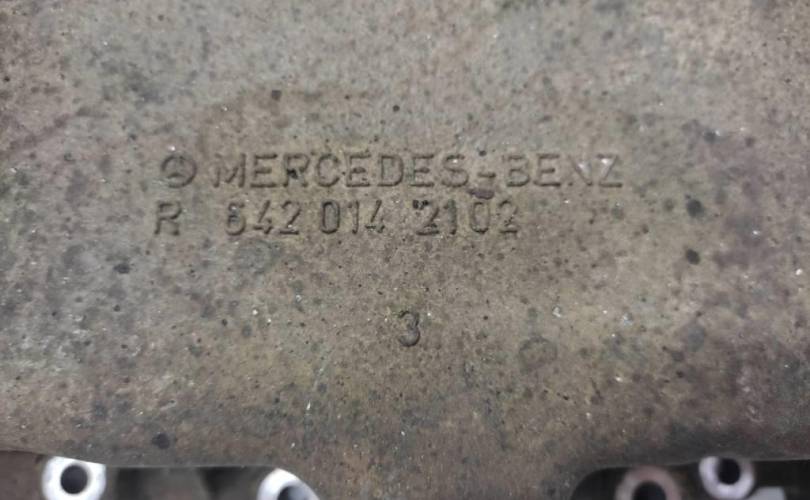 MERCEDES-BENZ
R 642 014 2102
3